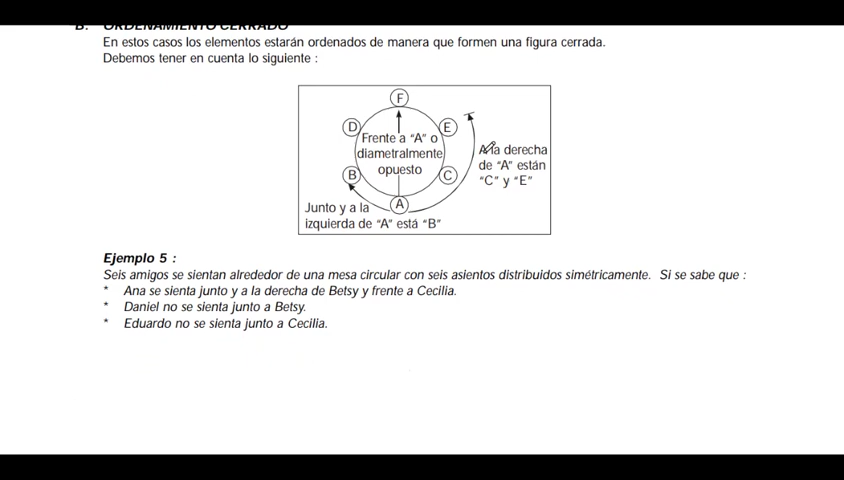 B. ORDENAMIENTO CERRADO
En estos casos los elementos estarán ordenados de manera que formen una figura cerrada.
Debemos tener en cuenta lo siguiente :
F
D
E
Frente a "A" o
diametralmente
opuesto
B
C
A
A la derecha
de "A" están
"C" y "E"
Junto y a la
izquierda de "A" está "B"
Ejemplo 5 :
Seis amigos se sientan alrededor de una mesa circular con seis asientos distribuidos simétricamente. Si se sabe que :
* Ana se sienta junto y a la derecha de Betsy y frente a Cecilia.
* Daniel no se sienta junto a Betsy.
* Eduardo no se sienta junto a Cecilia.